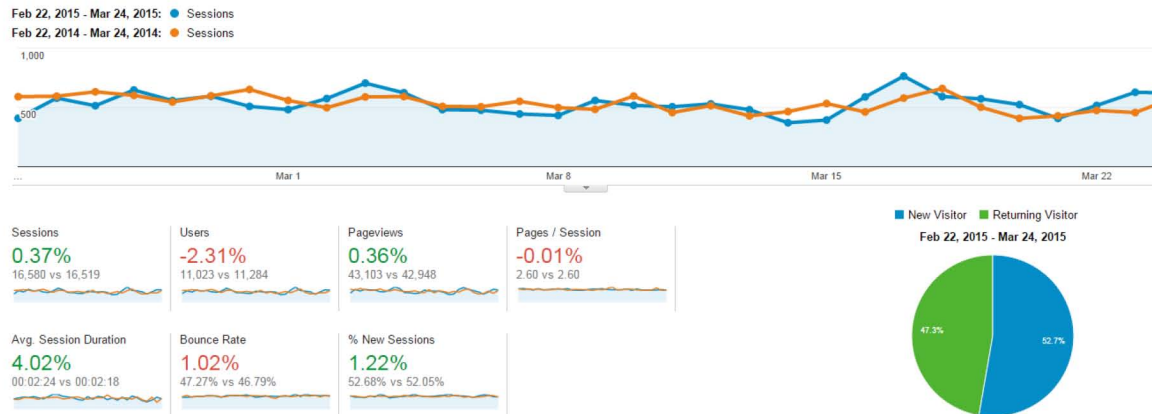 Feb 22, 2015 - Mar 24, 2015: Sessions
Feb 22, 2014 - Mar 24, 2014: Sessions
1,000
500
... Mar 1 Mar 8 Mar 15 Mar 22
New Visitor Returning Visitor
Feb 22, 2015 - Mar 24, 2015
Sessions Users Pageviews Pages / Session
0.37% -2.31% 0.36% -0.01%
16,580 vs 16,519 11,023 vs 11,284 43,103 vs 42,948 2.60 vs 2.60
47.3% 52.7%
Avg. Session Duration Bounce Rate % New Sessions
4.02% 1.02% 1.22%
00:02:24 vs 00:02:18 47.27% vs 46.79% 52.68% vs 52.05%